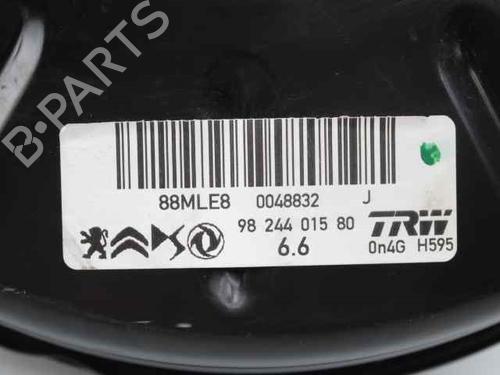 B-PARTS
88MLE8 0048832 J
98 244 015 80
6.6
TRW
0n4G H595